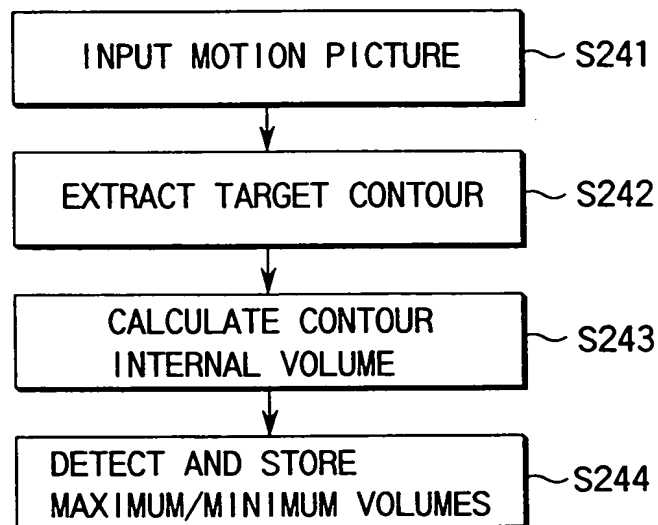 INPUT MOTION PICTURE
S241
EXTRACT TARGET CONTOUR
S242
CALCULATE CONTOUR
INTERNAL VOLUME
S243
DETECT AND STORE
MAXIMUM/MINIMUM VOLUMES
S244